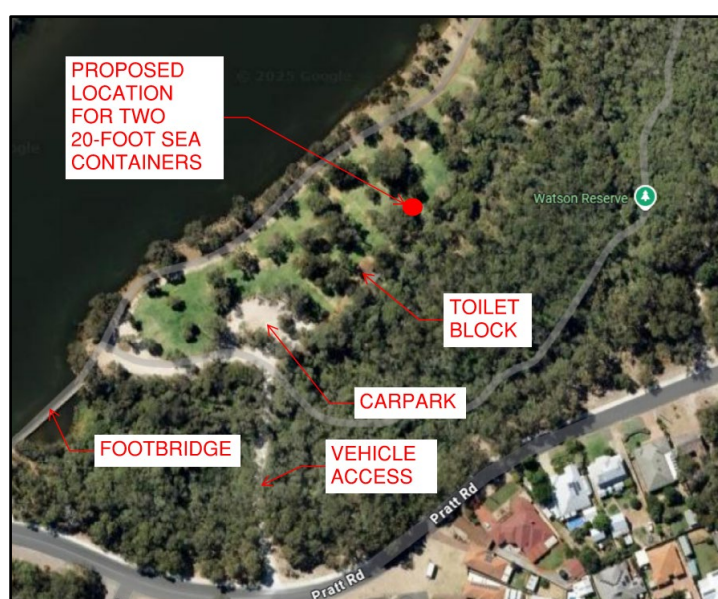 PROPOSED
LOCATION
FOR TWO
20-FOOT SEA
CONTAINERS
© 2025 Google
Watson Reserve
TOILET
BLOCK
CARPARK
FOOTBRIDGE
VEHICLE
ACCESS
Pratt Rd
Pratt Rd